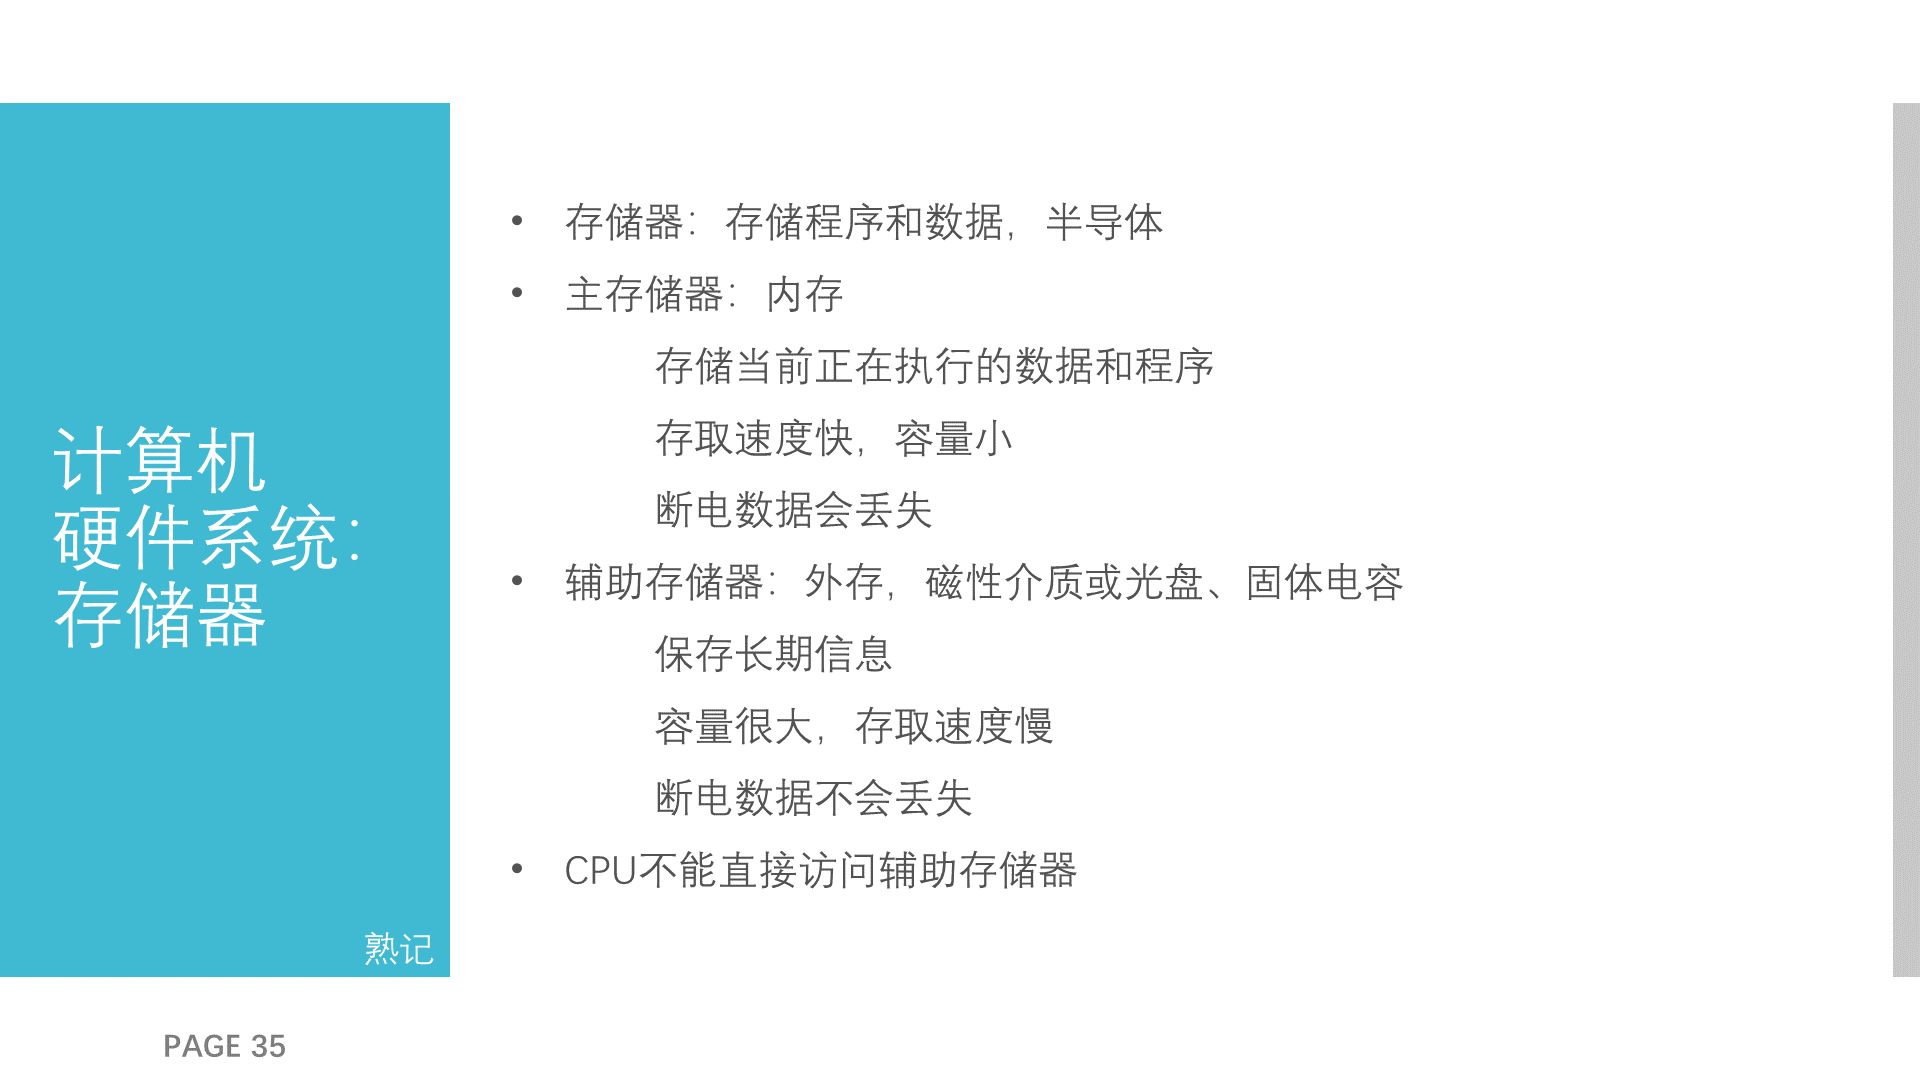 计算机
硬件系统：
存储器
熟记
• 存储器：存储程序和数据，半导体
• 主存储器：内存
存储当前正在执行的数据和程序
存取速度快，容量小
断电数据会丢失
• 辅助存储器：外存，磁性介质或光盘、固体电容
保存长期信息
容量很大，存取速度慢
断电数据不会丢失
• CPU不能直接访问辅助存储器
PAGE 35